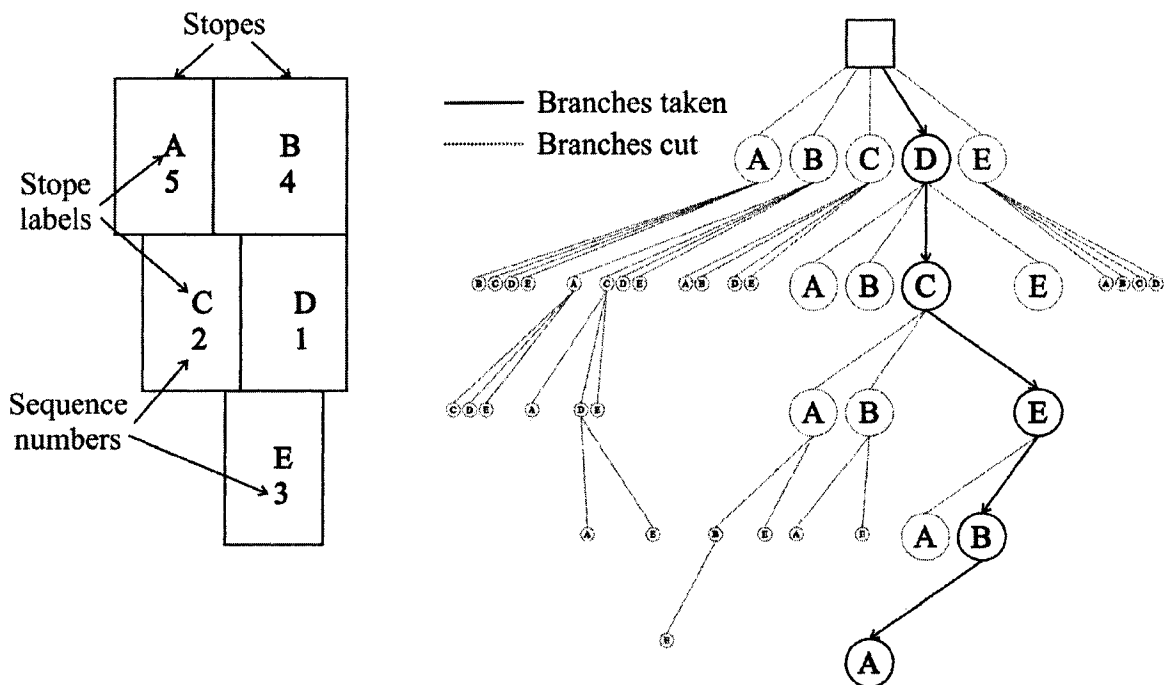 Stopes
Branches taken
Branches cut
A
5
B
4
Stope
labels
C
2
D
1
Sequence
numbers
E
3
A B C D E
B C D E A C D E A B D E A B C E A B C D
C D E A D E A B E
A E B E A E A B
A